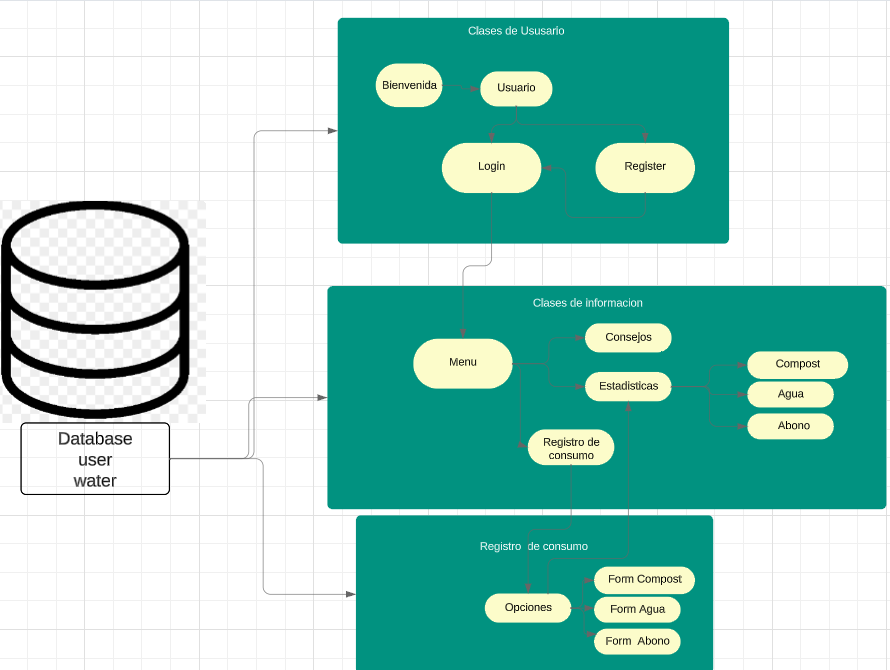 Clases de Ususario
Bienvenida
Usuario
Login
Register
Database
user
water
Clases de informacion
Menu
Consejos
Estadisticas
Compost
Agua
Abono
Registro de
consumo
Registro de consumo
Opciones
Form Compost
Form Agua
Form Abono